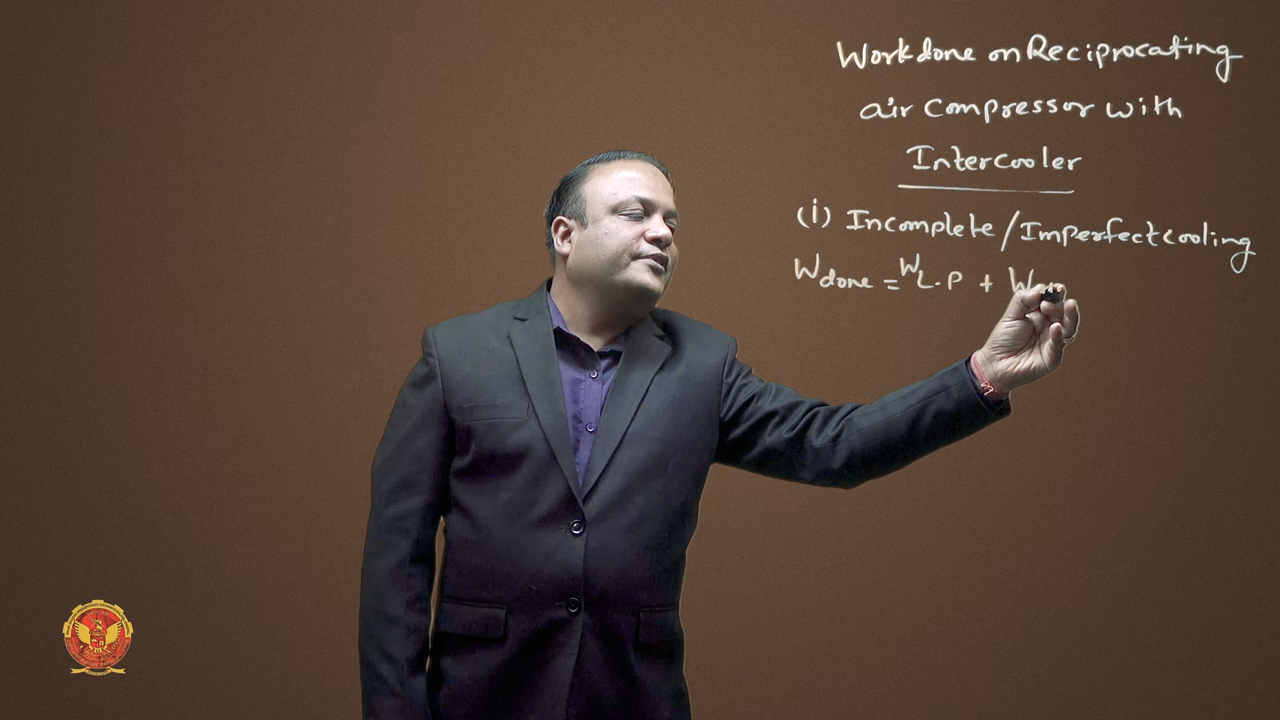 Workdone on Reciprocating
air Compressor with
Intercooler
(i) Incomplete/Imperfect cooling
Wdone = WL.P + W